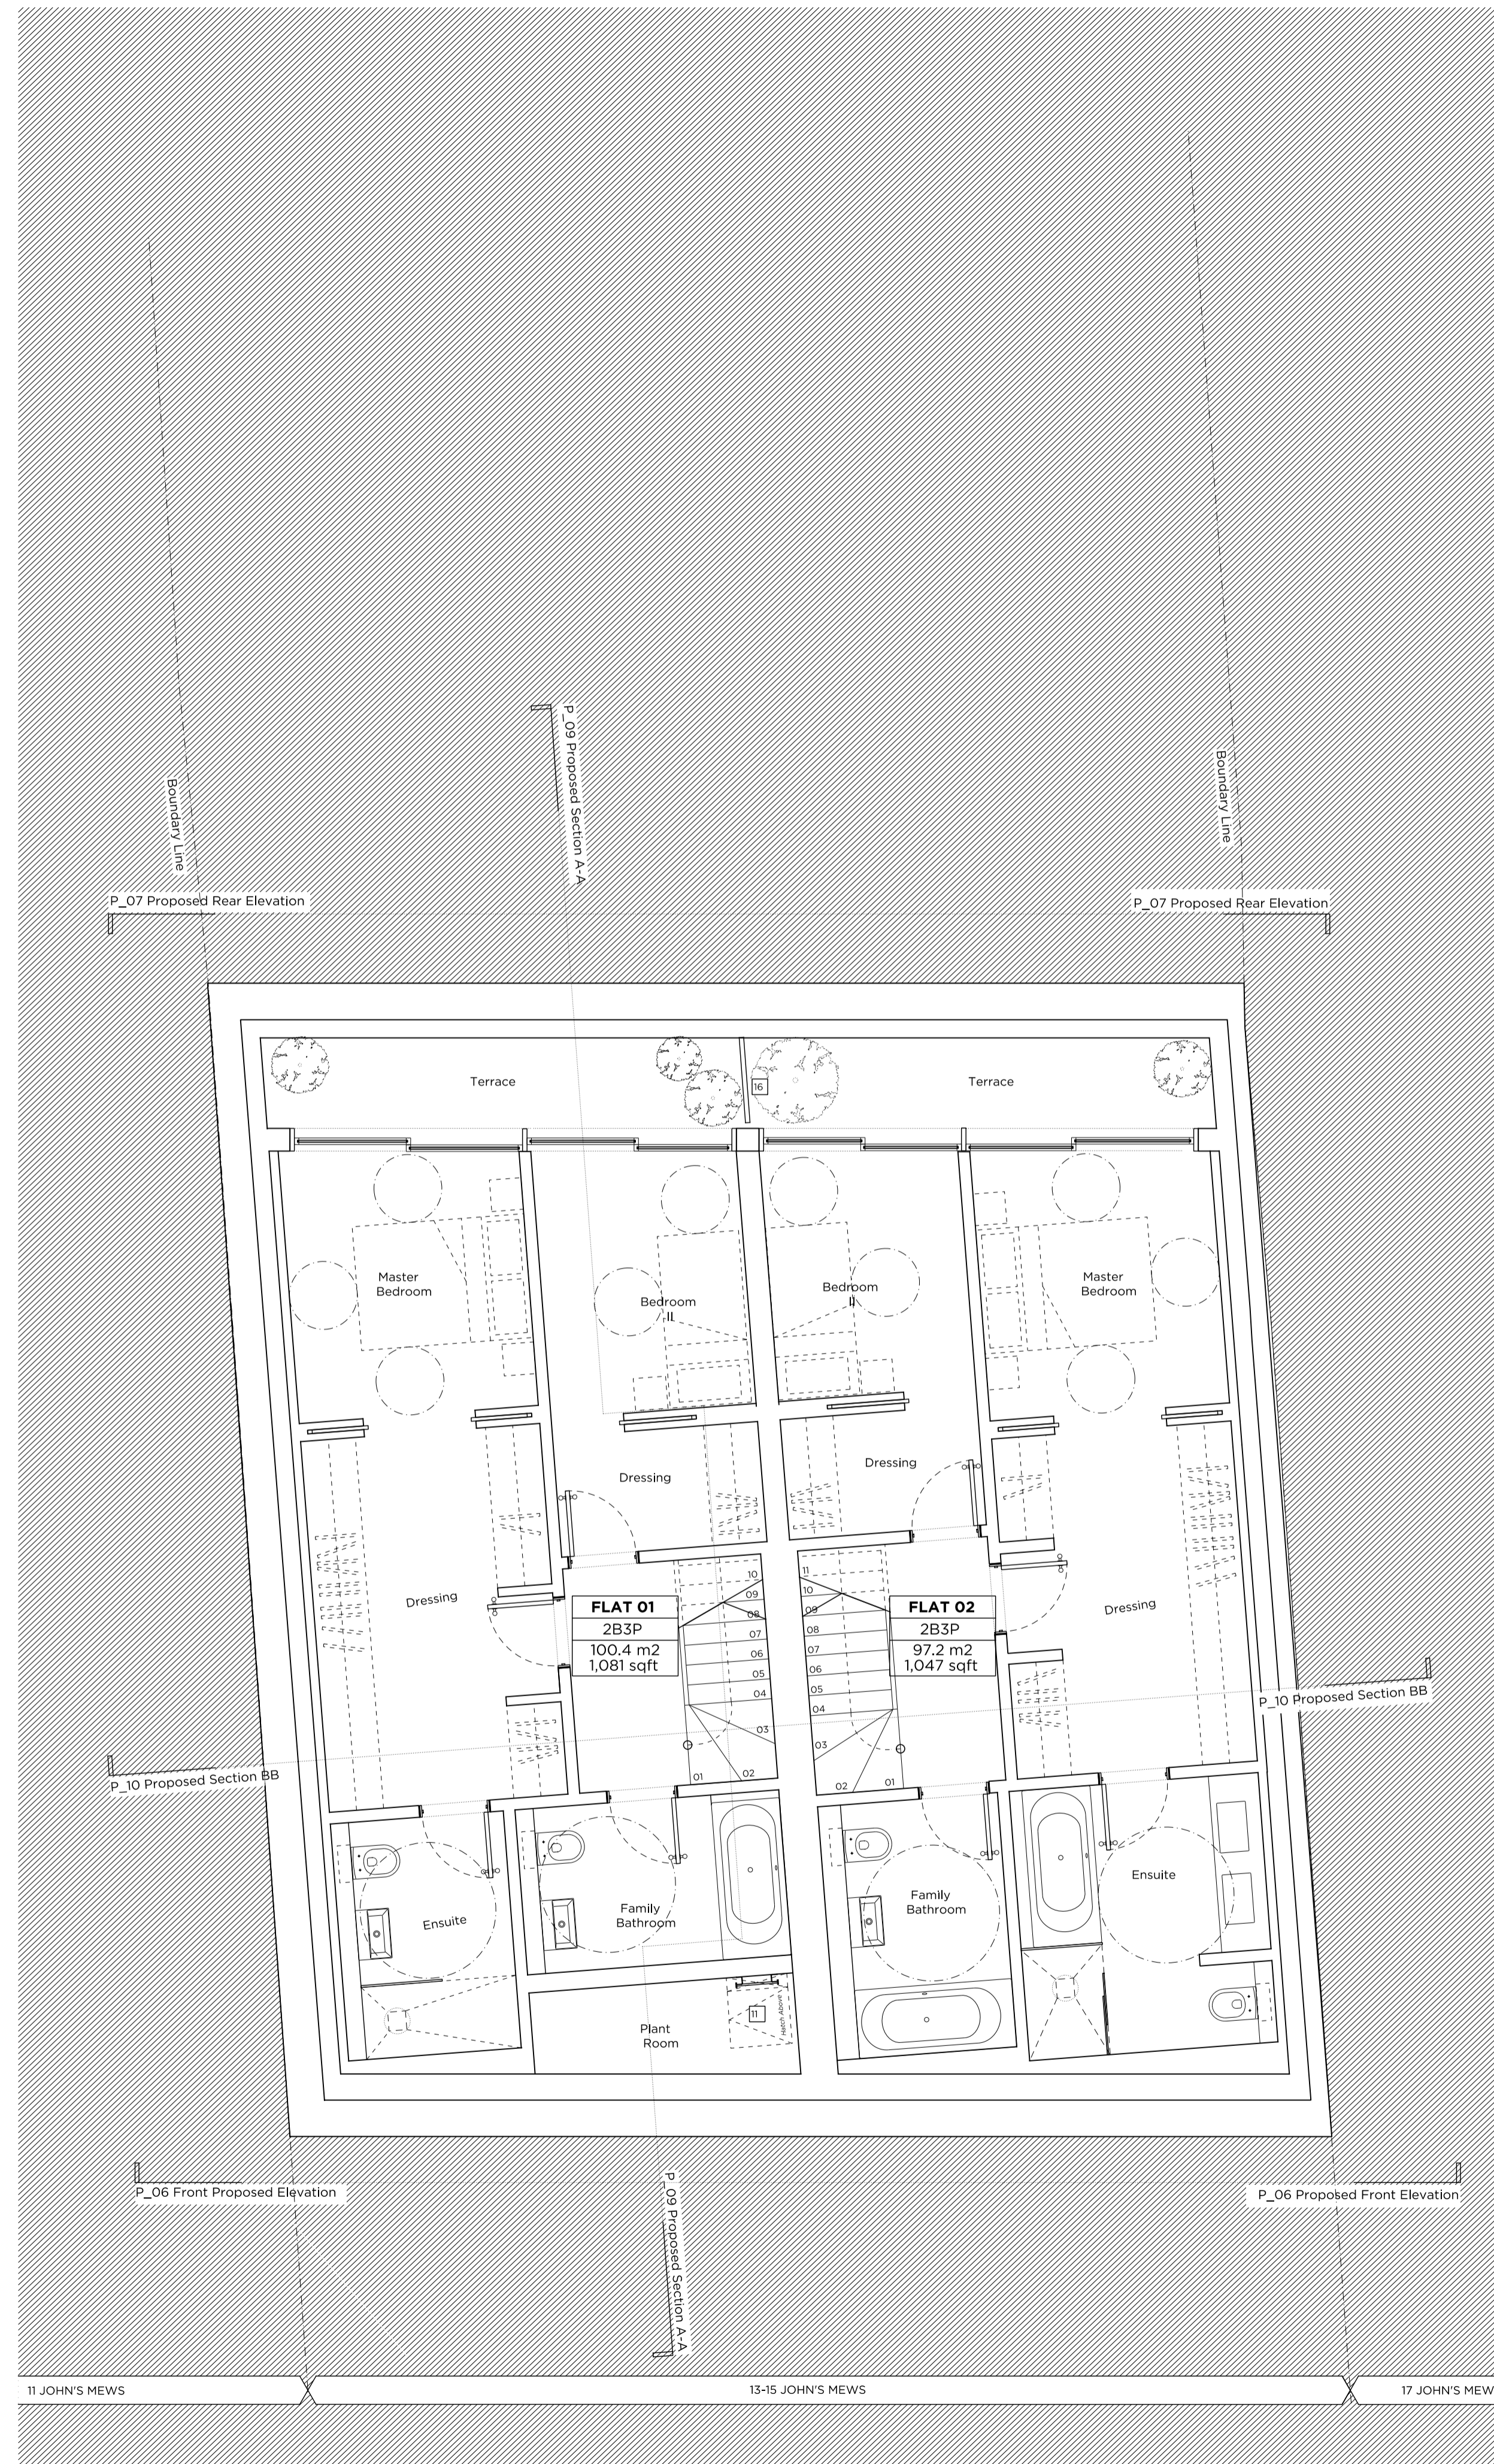 Boundary Line
P_09 Proposed Section A-A
Boundary Line
P_07 Proposed Rear Elevation
P_07 Proposed Rear Elevation
Terrace
16
Terrace
Master
Bedroom
Bedroom
II
Bedroom
II
Master
Bedroom
Dressing
Dressing
Dressing
Dressing
FLAT 01
2B3P
100.4 m2
1,081 sqft
10
09
08
07
06
05
04
03
02
01
11
10
09
08
07
06
05
04
03
02
01
FLAT 02
2B3P
97.2 m2
1,047 sqft
P_10 Proposed Section BB
P_10 Proposed Section BB
Ensuite
Family
Bathroom
Family
Bathroom
Ensuite
Plant
Room
11
Hatch Above
P_06 Front Proposed Elevation
P_06 Proposed Front Elevation
P_09 Proposed Section A-A
11 JOHN'S MEWS
13-15 JOHN'S MEWS
17 JOHN'S MEW